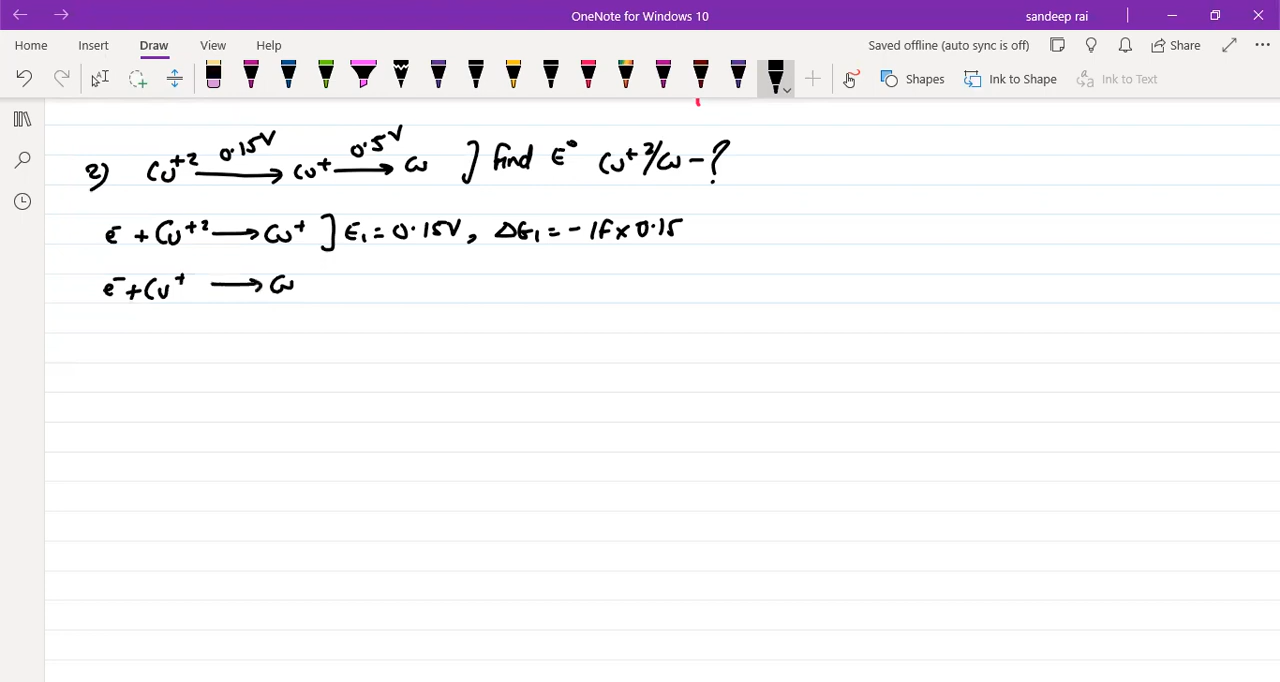 OneNote for Windows 10
sandeep rai
Home Insert Draw View Help
Saved offline (auto sync is off) Share
Shapes Ink to Shape Ink to Text
0.15V 0.5V
2) Cu+2 ⟶ Cu+ ⟶ Cu ] find E° Cu+2/Cu - ?
e- + Cu+2 ⟶ Cu+ ] E₁ = 0.15V, ΔG₁ = - 1F x 0.15
e- + Cu+ ⟶ Cu